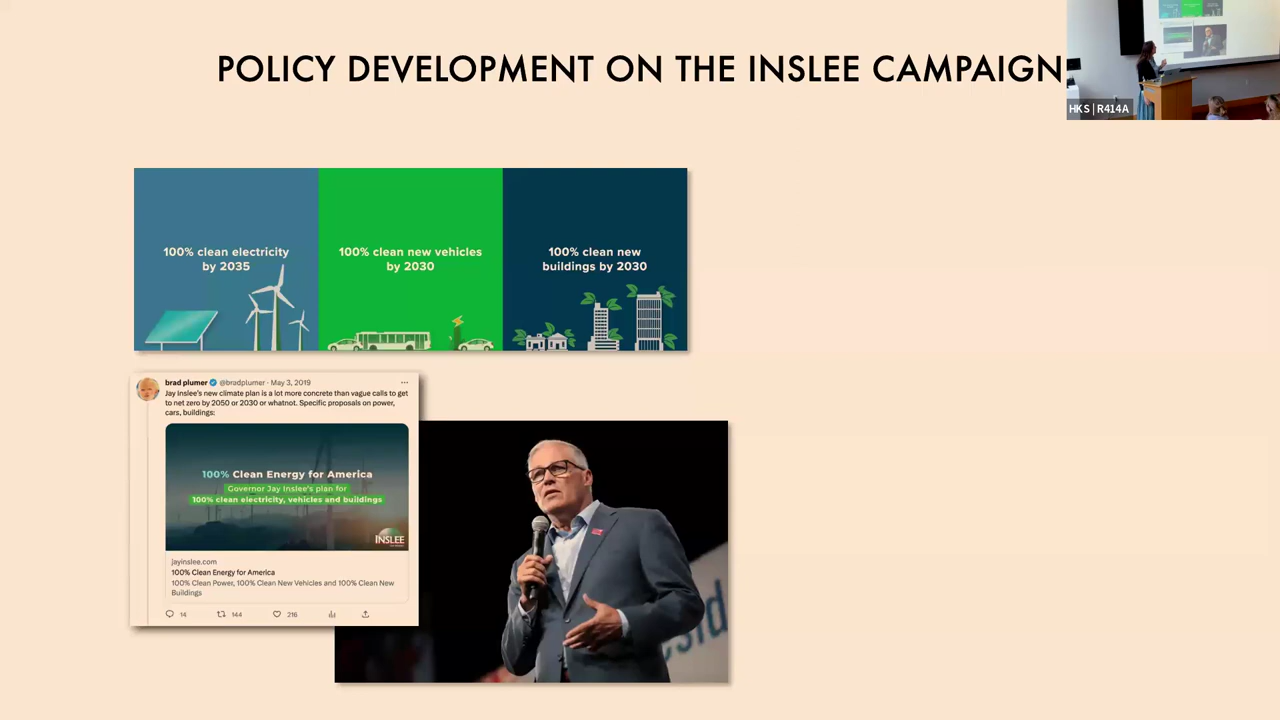 POLICY DEVELOPMENT ON THE INSLEE CAMPAIGN
HKS | R414A
100% clean electricity
by 2035
100% clean new vehicles
by 2030
100% clean new
buildings by 2030
brad plumer @bradplumer · May 3, 2019
Jay Inslee's new climate plan is a lot more concrete than vague calls to get
to net zero by 2050 or 2030 or whatnot. Specific proposals on power,
cars, buildings:
100% Clean Energy for America
Governor Jay Inslee's plan for
100% clean electricity, vehicles and buildings
INSLEE
jayinslee.com
100% Clean Energy for America
100% Clean Power, 100% Clean New Vehicles and 100% Clean New
Buildings
14 144 216